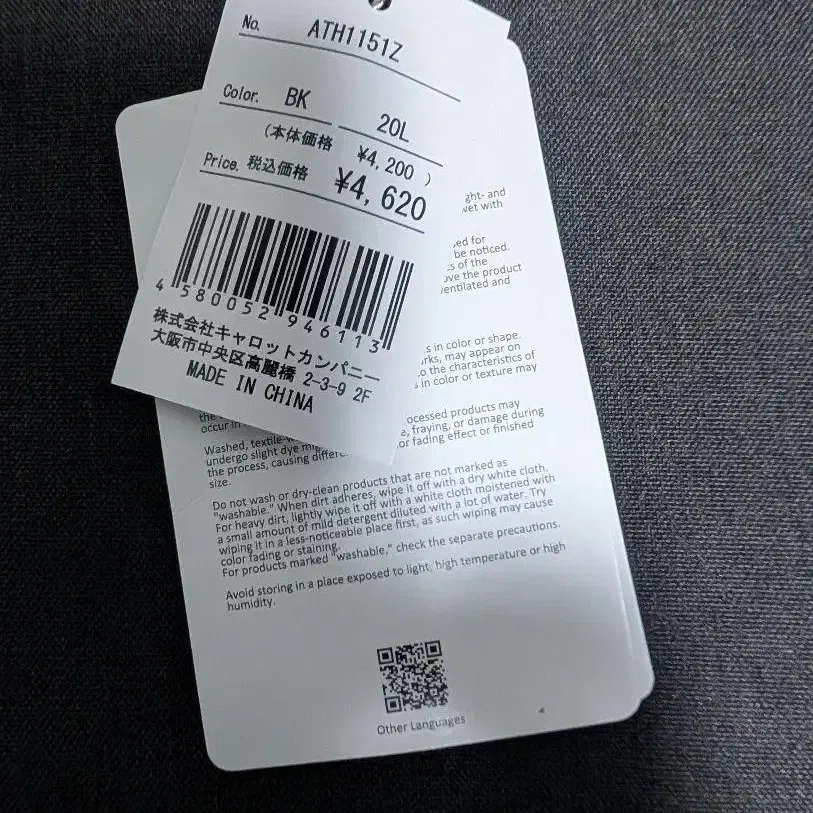 No. ATH1151Z
Color. BK
20L
(本体価格 ¥4,200 )
Price. 税込価格 ¥4,620
4 580052 946113
株式会社キャロットカンパニー
大阪市中央区高麗橋 2-3-9 2F
MADE IN CHINA
and
with
for
be noticed.
of the
the product
and
in color or shape.
may appear on
the characteristics of
in color or texture may
products may
the
fraying, or damage during
occur in
or fading effect or finished
Washed,
undergo slight dye
the process, causing
size.
Do not wash or dry-clean products that are not marked as
"washable." When dirt adheres, wipe it off with a dry white cloth.
For heavy dirt, lightly wipe it off with a white cloth moistened with
a small amount of mild detergent diluted with a lot of water. Try
wiping it in a less-noticeable place first, as such wiping may cause
color fading or staining.
For products marked "washable," check the separate precautions.
Avoid storing in a place exposed to light, high temperature or high
humidity.
Other Languages